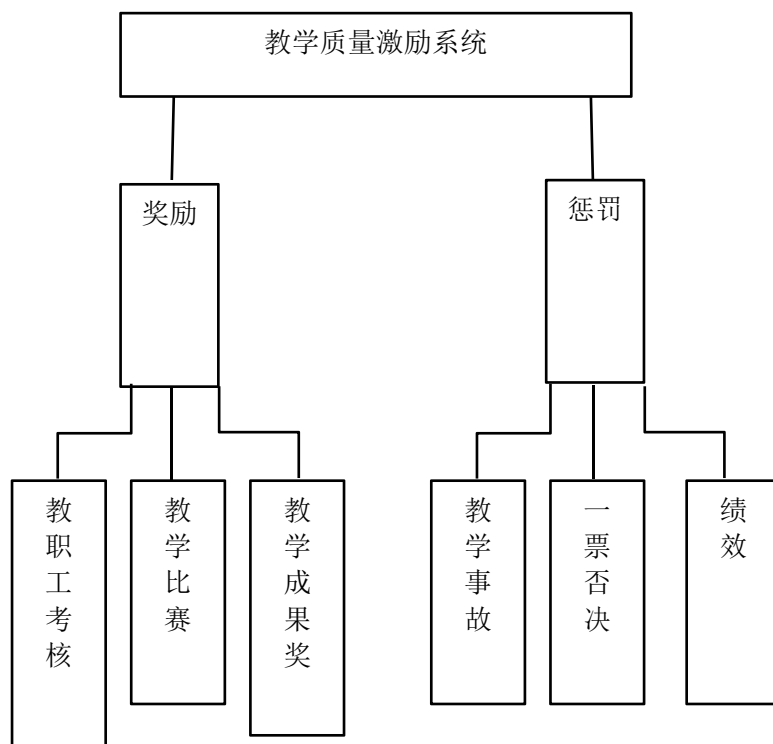 教学质量激励系统
奖励
惩罚
教职工考核
教学比赛
教学成果奖
教学事故
一票否决
绩效